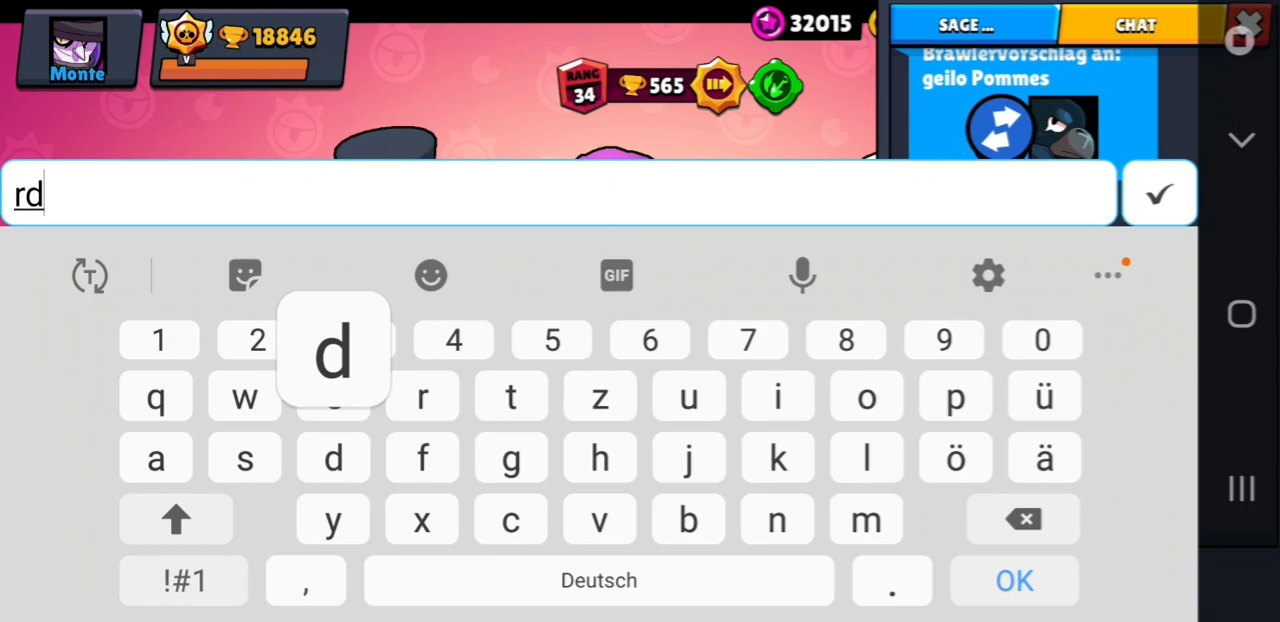 Monte
V
18846
RANG
34
565
32015
SAGE ...
CHAT
Brawlervorschlag an:
geilo Pommes
rd
T
GIF
d
1 2 4 5 6 7 8 9 0
q w r t z u i o p ü
a s d f g h j k l ö ä
y x c v b n m
!#1 , Deutsch . OK